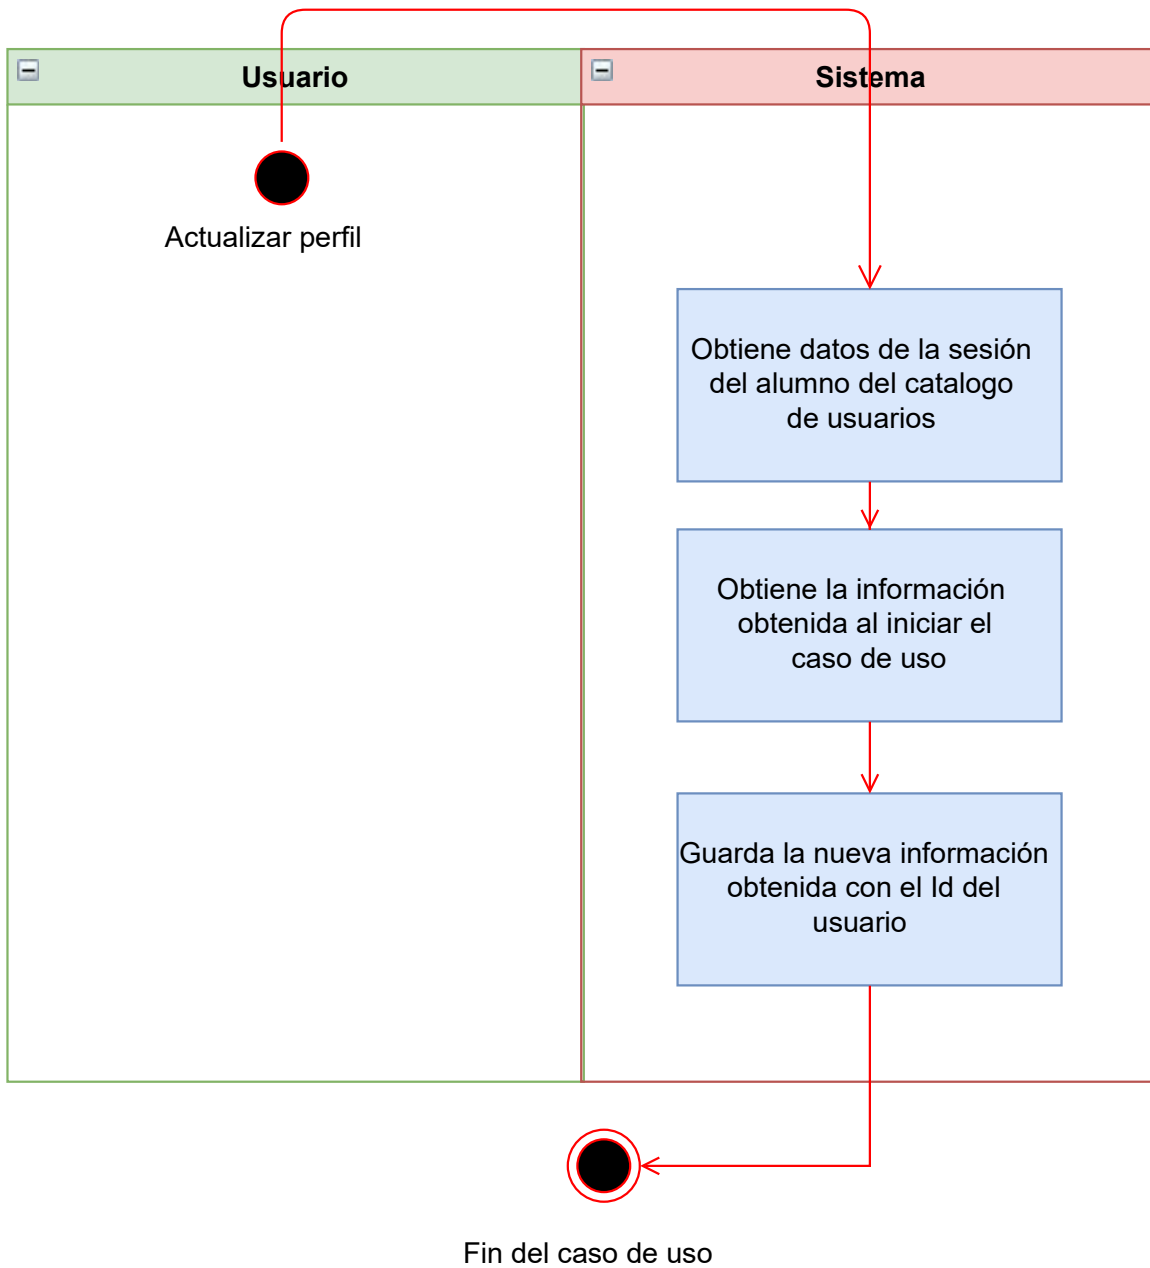 Usuario
Sistema
Actualizar perfil
Obtiene datos de la sesión
del alumno del catalogo
de usuarios
Obtiene la información
obtenida al iniciar el
caso de uso
Guarda la nueva información
obtenida con el Id del
usuario
Fin del caso de uso